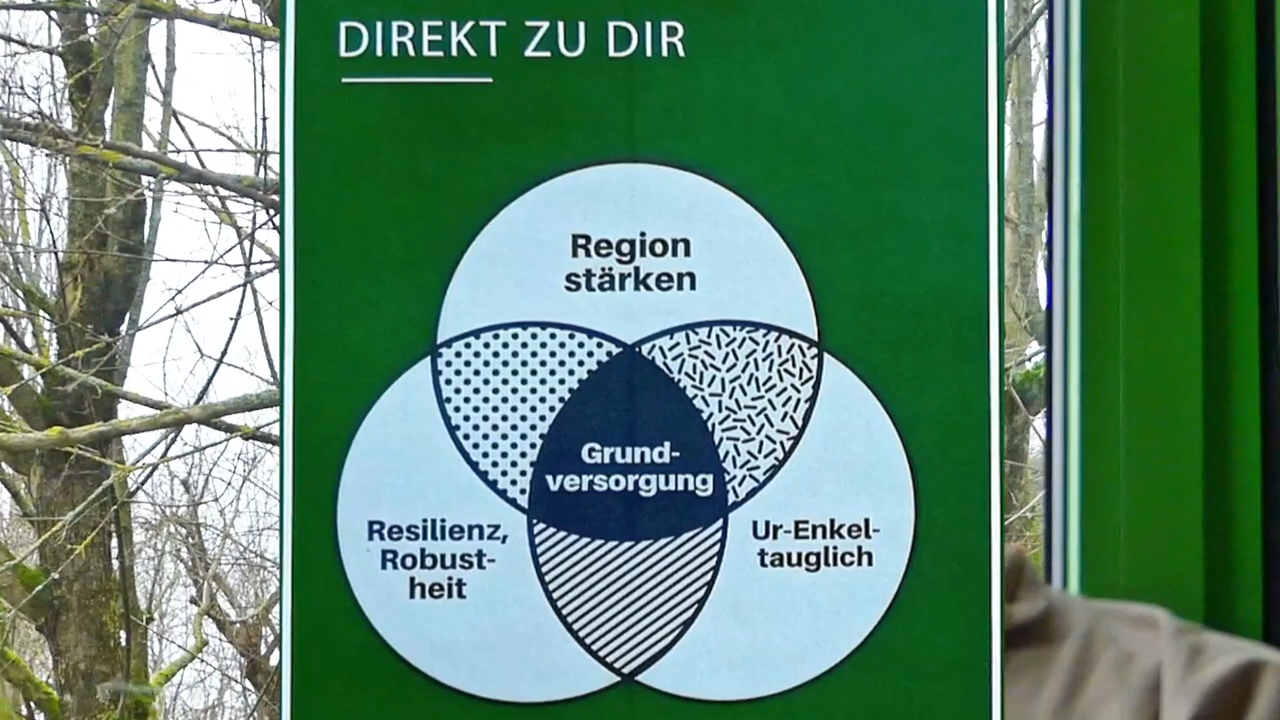 DIREKT ZU DIR
Region
stärken
Grund-
versorgung
Resilienz,
Robust-
heit
Ur-Enkel-
tauglich